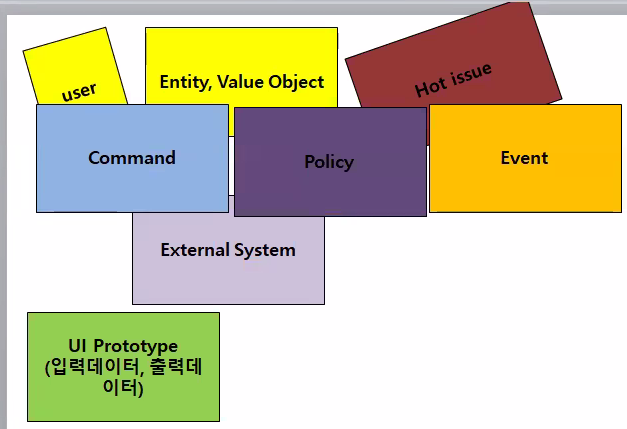 user
Entity, Value Object
Hot issue
Command
Policy
Event
External System
UI Prototype
(입력데이터, 출력데
이터)